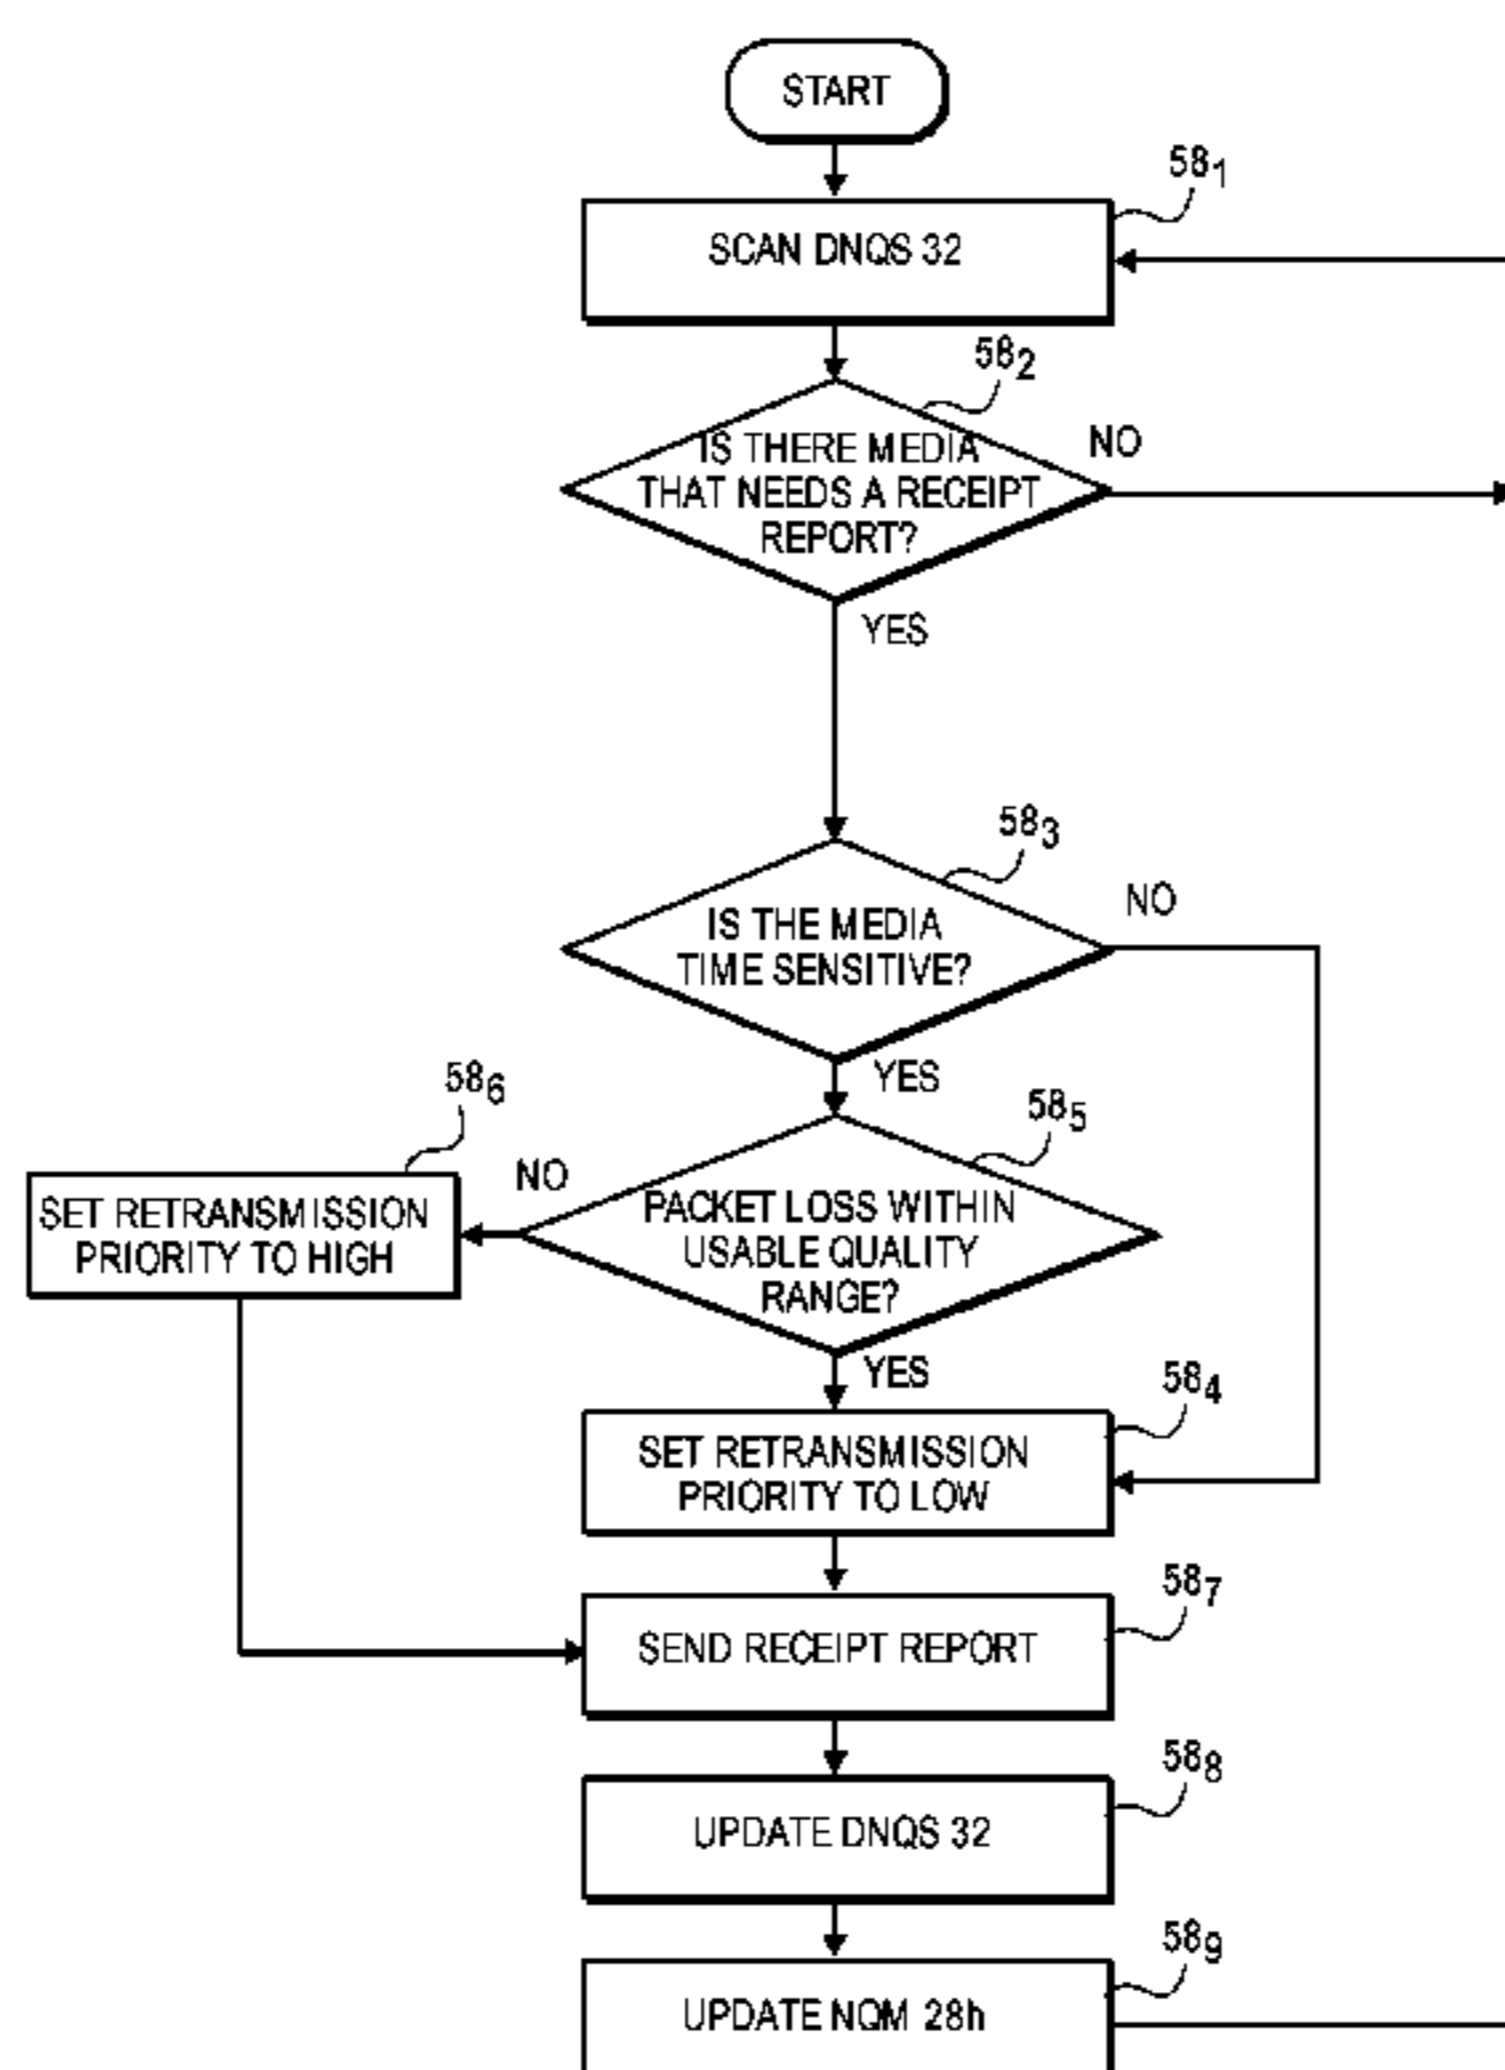 START
58₁
SCAN DNQS 32
58₂
IS THERE MEDIA
THAT NEEDS A RECEIPT
REPORT?
NO
YES
58₃
IS THE MEDIA
TIME SENSITIVE?
NO
YES
58₅
PACKET LOSS WITHIN
USABLE QUALITY
RANGE?
NO
58₆
SET RETRANSMISSION
PRIORITY TO HIGH
YES
58₄
SET RETRANSMISSION
PRIORITY TO LOW
58₇
SEND RECEIPT REPORT
58₈
UPDATE DNQS 32
58₉
UPDATE NQM 28h